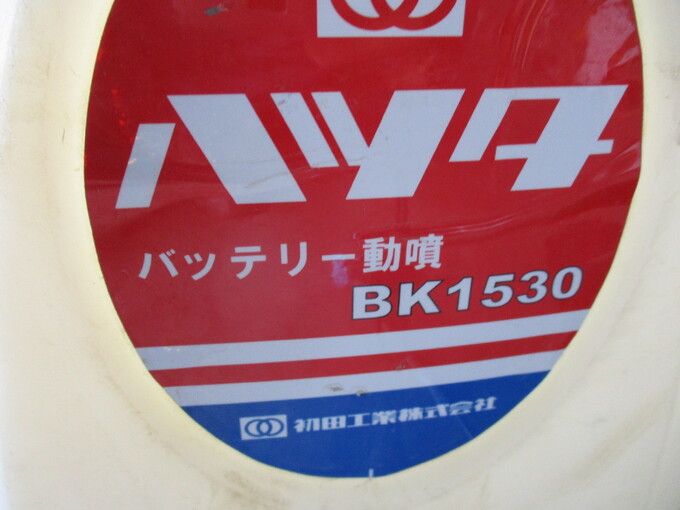 ハツタ
バッテリー動噴
BK1530
初田工業株式会社